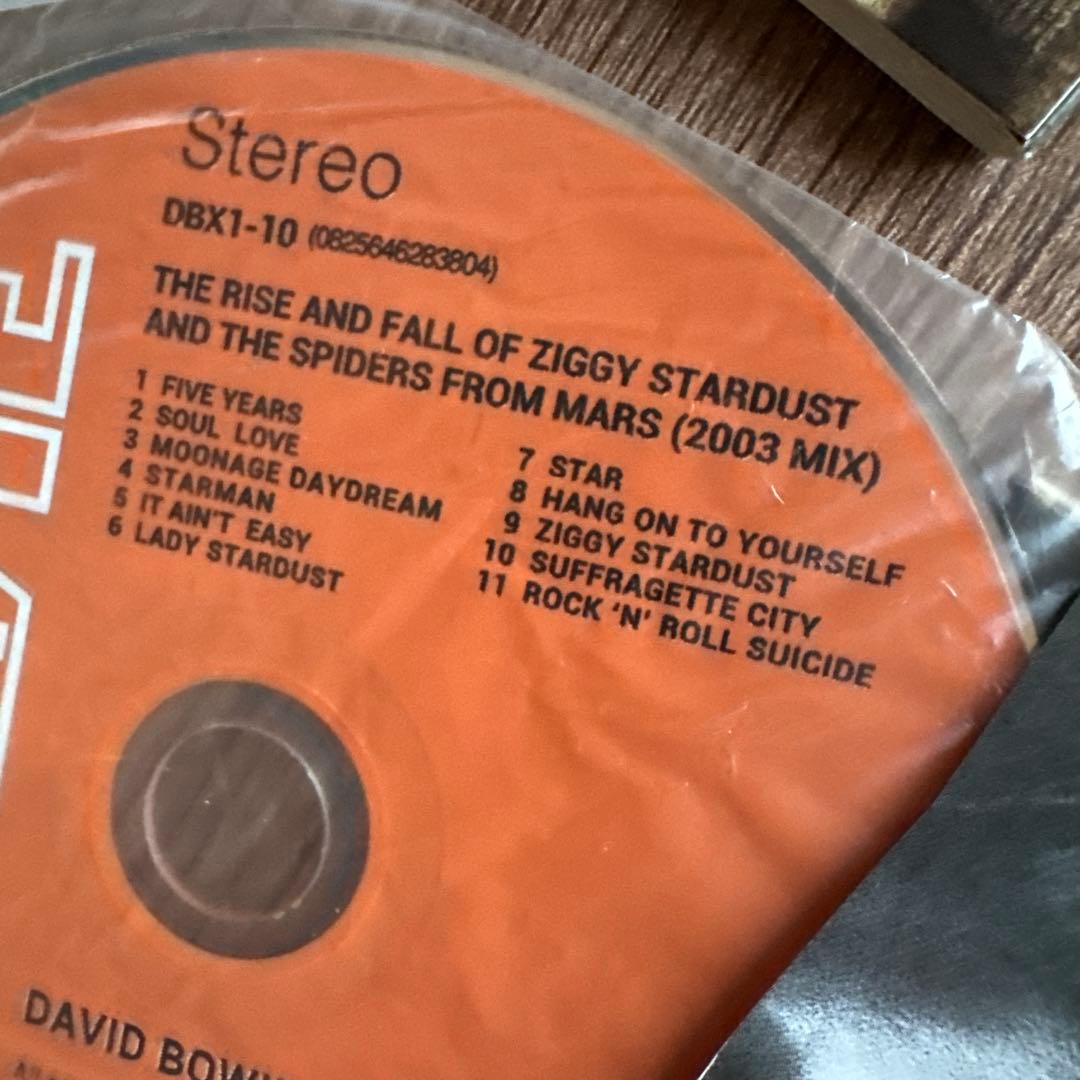 Stereo
DBX1-10 (0825646283804)
THE RISE AND FALL OF ZIGGY STARDUST
AND THE SPIDERS FROM MARS (2003 MIX)
1 FIVE YEARS
2 SOUL LOVE
3 MOONAGE DAYDREAM
4 STARMAN
5 IT AIN'T EASY
6 LADY STARDUST
7 STAR
8 HANG ON TO YOURSELF
9 ZIGGY STARDUST
10 SUFFRAGETTE CITY
11 ROCK 'N' ROLL SUICIDE
DAVID